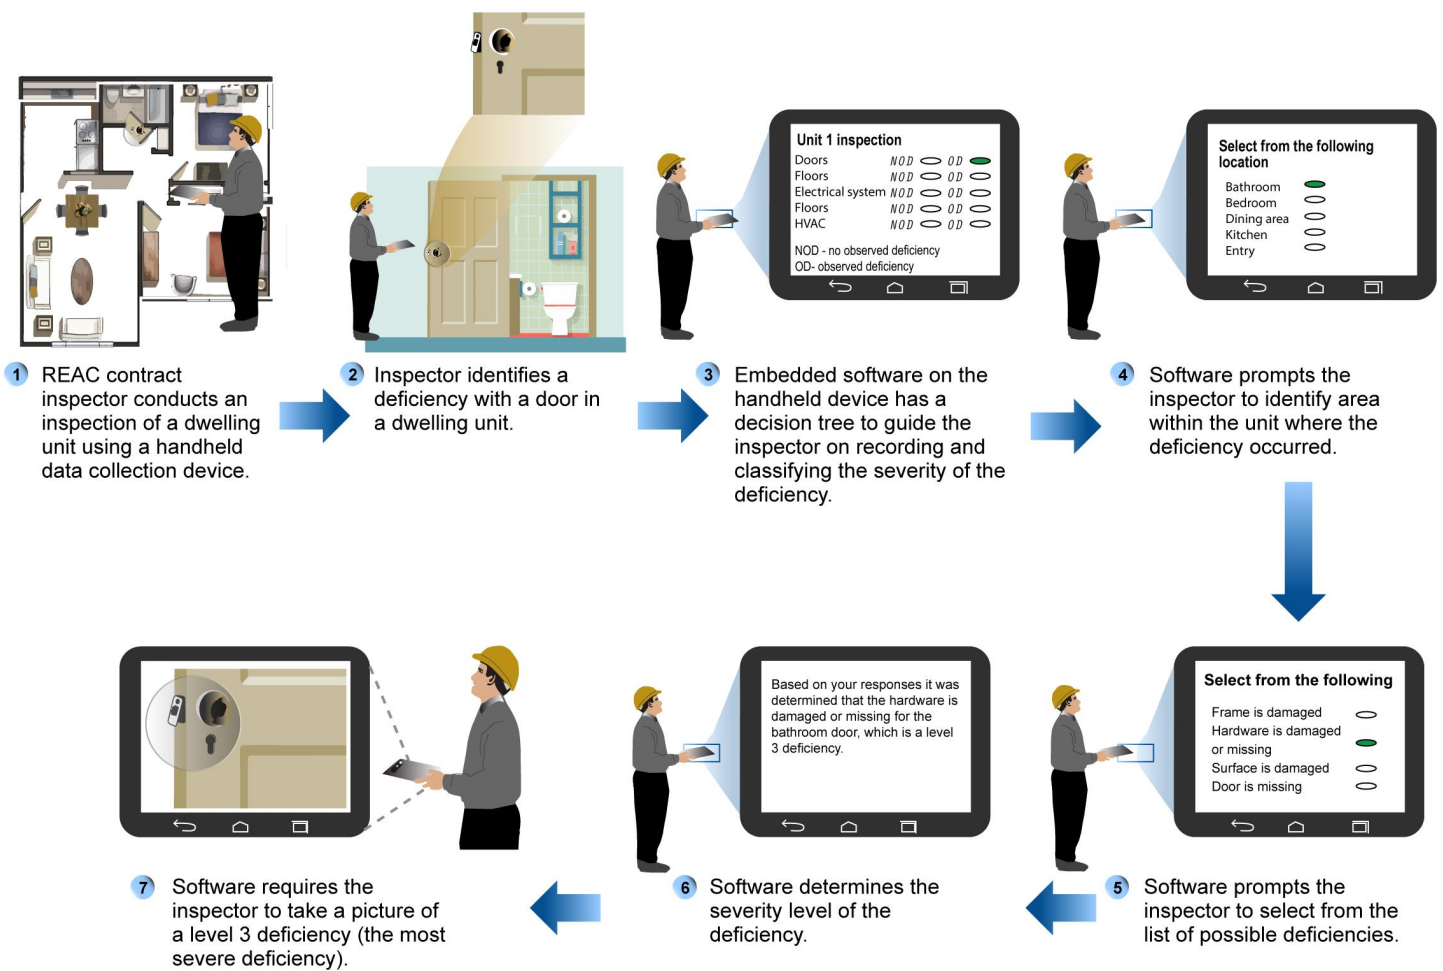 1 REAC contract
inspector conducts an
inspection of a dwelling
unit using a handheld
data collection device.
2 Inspector identifies a
deficiency with a door in
a dwelling unit.
Unit 1 inspection
Doors NOD OD
Floors NOD OD
Electrical system NOD OD
Floors NOD OD
HVAC NOD OD
NOD - no observed deficiency
OD- observed deficiency
3 Embedded software on the
handheld device has a
decision tree to guide the
inspector on recording and
classifying the severity of the
deficiency.
Select from the following
location
Bathroom
Bedroom
Dining area
Kitchen
Entry
4 Software prompts the
inspector to identify area
within the unit where the
deficiency occurred.
Select from the following
Frame is damaged
Hardware is damaged
or missing
Surface is damaged
Door is missing
5 Software prompts the
inspector to select from the
list of possible deficiencies.
Based on your responses it was
determined that the hardware is
damaged or missing for the
bathroom door, which is a level
3 deficiency.
6 Software determines the
severity level of the
deficiency.
7 Software requires the
inspector to take a picture of
a level 3 deficiency (the most
severe deficiency).